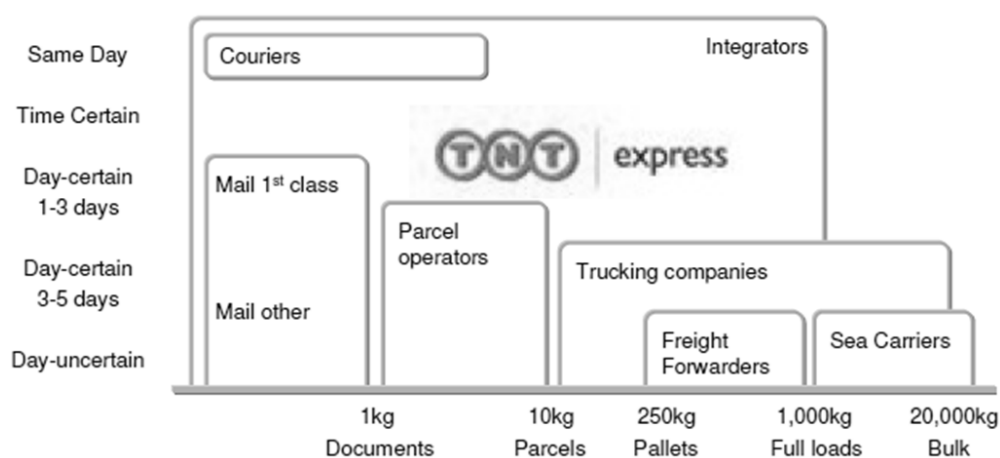 Same Day
Couriers
Integrators
Time Certain
TNT express
Day-certain
1-3 days
Mail 1st class
Parcel
operators
Day-certain
3-5 days
Trucking companies
Mail other
Day-uncertain
Freight
Forwarders
Sea Carriers
1kg
10kg
250kg
1,000kg
20,000kg
Documents
Parcels
Pallets
Full loads
Bulk